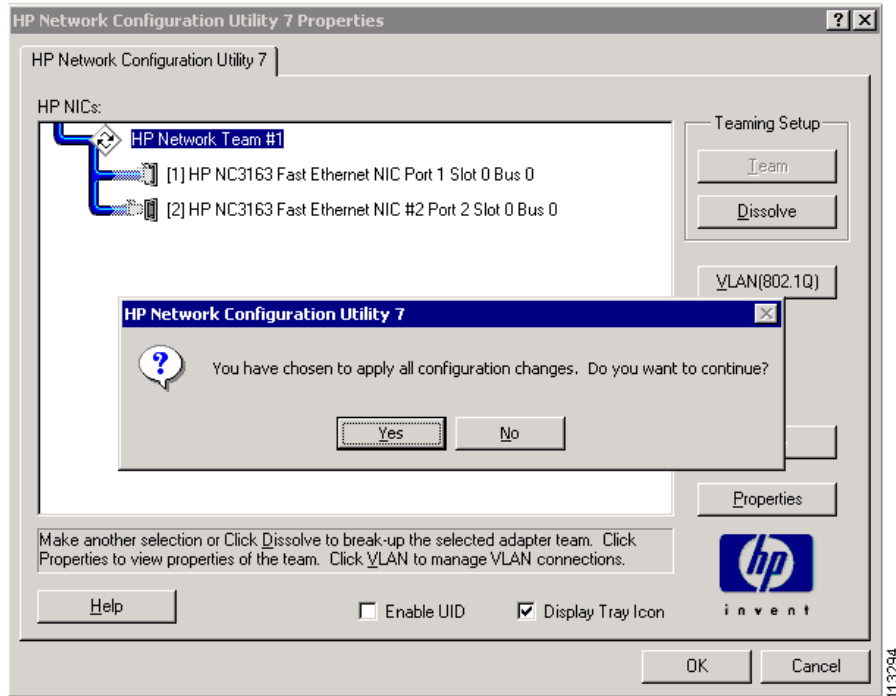 HP Network Configuration Utility 7 Properties
HP Network Configuration Utility 7
HP NICs:
HP Network Team #1
[1] HP NC3163 Fast Ethernet NIC Port 1 Slot 0 Bus 0
[2] HP NC3163 Fast Ethernet NIC #2 Port 2 Slot 0 Bus 0
Teaming Setup
Team
Dissolve
VLAN(802.1Q)
HP Network Configuration Utility 7
You have chosen to apply all configuration changes. Do you want to continue?
Yes
No
Properties
Make another selection or Click Dissolve to break-up the selected adapter team. Click
Properties to view properties of the team. Click VLAN to manage VLAN connections.
hp
invent
Help
Enable UID
Display Tray Icon
OK
Cancel
113294